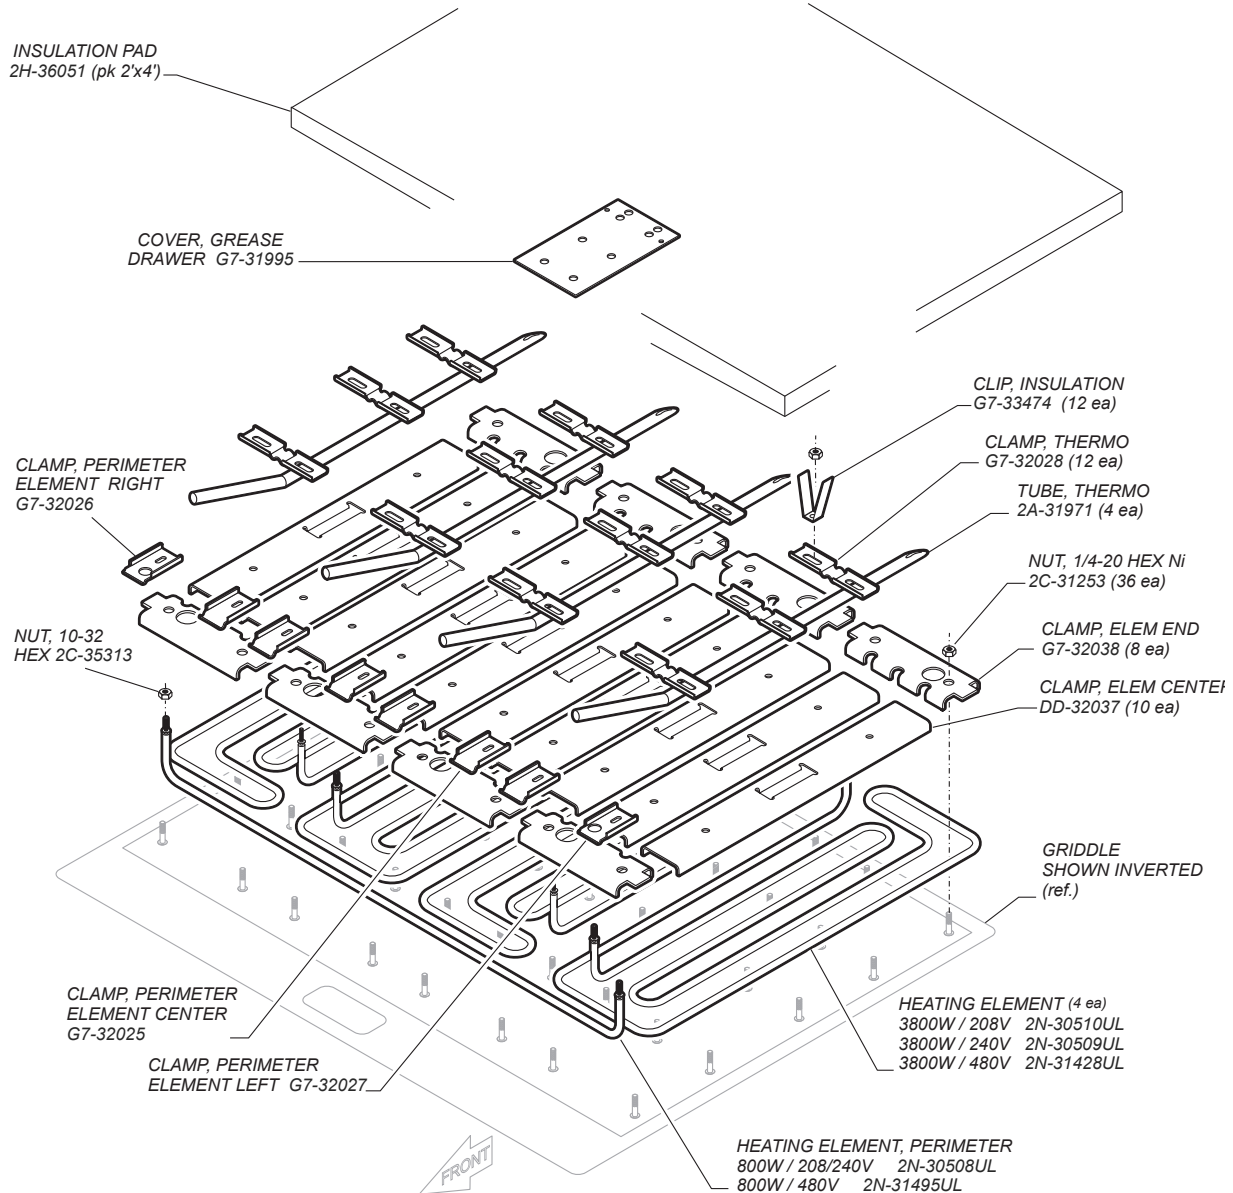 INSULATION PAD
2H-36051 (pk 2'x4')
COVER, GREASE
DRAWER G7-31995
CLAMP, PERIMETER
ELEMENT RIGHT
G7-32026
NUT, 10-32
HEX 2C-35313
CLIP, INSULATION
G7-33474 (12 ea)
CLAMP, THERMO
G7-32028 (12 ea)
TUBE, THERMO
2A-31971 (4 ea)
NUT, 1/4-20 HEX Ni
2C-31253 (36 ea)
CLAMP, ELEM END
G7-32038 (8 ea)
CLAMP, ELEM CENTER
DD-32037 (10 ea)
GRIDDLE
SHOWN INVERTED
(ref.)
CLAMP, PERIMETER
ELEMENT CENTER
G7-32025
CLAMP, PERIMETER
ELEMENT LEFT G7-32027
HEATING ELEMENT (4 ea)
3800W / 208V 2N-30510UL
3800W / 240V 2N-30509UL
3800W / 480V 2N-31428UL
HEATING ELEMENT, PERIMETER
800W / 208/240V 2N-30508UL
800W / 480V 2N-31495UL
FRONT